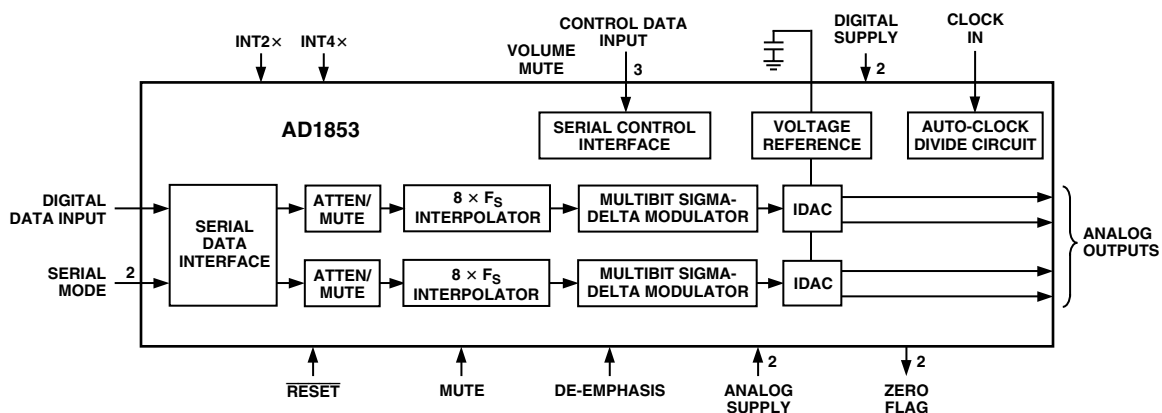 INT2×
INT4×
VOLUME
MUTE
CONTROL DATA
INPUT
3
DIGITAL
SUPPLY
2
CLOCK
IN
AD1853
SERIAL CONTROL
INTERFACE
VOLTAGE
REFERENCE
AUTO-CLOCK
DIVIDE CIRCUIT
DIGITAL
DATA INPUT
SERIAL
MODE
2
SERIAL
DATA
INTERFACE
ATTEN/
MUTE
8 × FS
INTERPOLATOR
MULTIBIT SIGMA-
DELTA MODULATOR
IDAC
ATTEN/
MUTE
8 × FS
INTERPOLATOR
MULTIBIT SIGMA-
DELTA MODULATOR
IDAC
ANALOG
OUTPUTS
RESET
MUTE
DE-EMPHASIS
2
ANALOG
SUPPLY
2
ZERO
FLAG